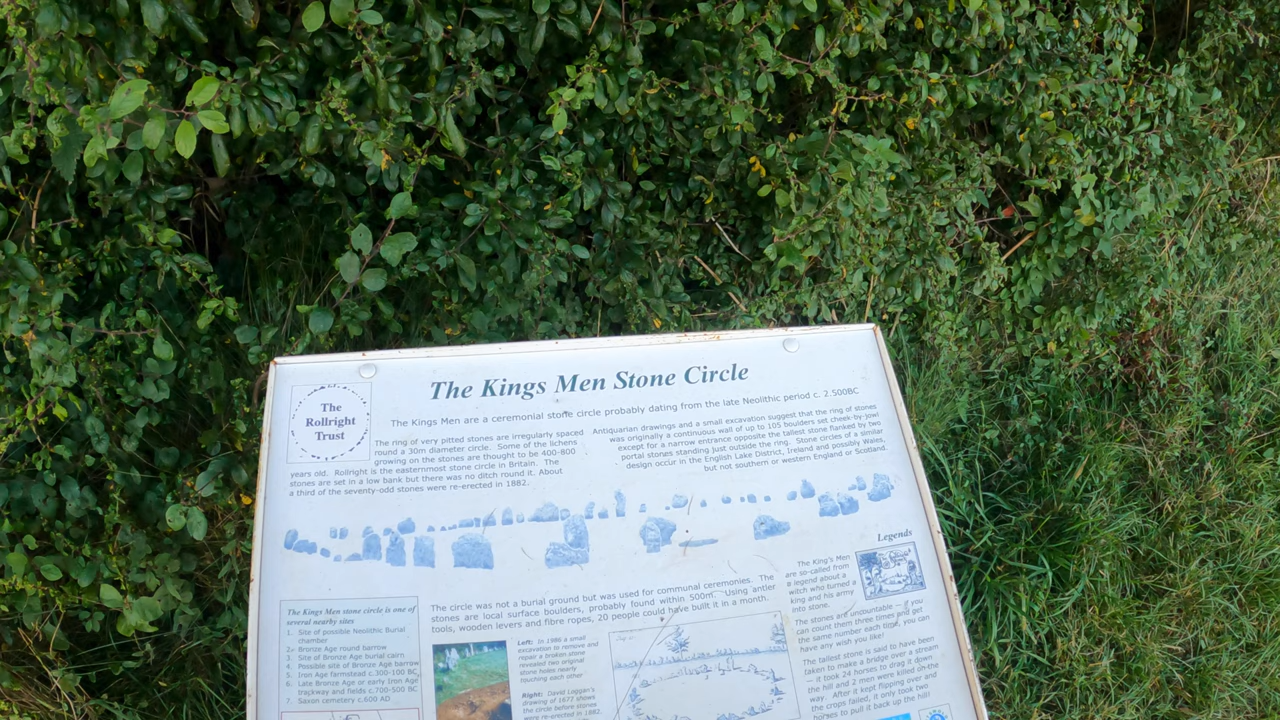 The Kings Men Stone Circle
The
Rollright
Trust
The Kings Men are a ceremonial stone circle probably dating from the late Neolithic period c. 2.500BC
The ring of very pitted stones are irregularly spaced
round a 30m diameter circle. Some of the lichens
growing on the stones are thought to be 400-800
years old. Rollright is the easternmost stone circle in Britain. The
stones are set in a low bank but there was no ditch round it. About
a third of the seventy-odd stones were re-erected in 1882.
Antiquarian drawings and a small excavation suggest that the ring of stones
was originally a continuous wall of up to 105 boulders set cheek-by-jowl
except for a narrow entrance opposite the tallest stone flanked by two
portal stones standing just outside the ring. Stone circles of a similar
design occur in the English Lake District, Ireland and possibly Wales,
but not southern or western England or Scotland.
The circle was not a burial ground but was used for communal ceremonies. The
stones are local surface boulders, probably found within 500m. Using antler
tools, wooden levers and fibre ropes, 20 people could have built it in a month.
The Kings Men stone circle is one of
several nearby sites
1. Site of possible Neolithic Burial
chamber
2. Bronze Age round barrow
3. Site of Bronze Age burial cairn
4. Possible site of Bronze Age barrow
5. Iron Age farmstead c.300-100 BC
6. Late Bronze Age or early Iron Age
trackway and fields c.700-500 BC
7. Saxon cemetery c.600 AD
Left: In 1986 a small
excavation to remove and
repair a broken stone
revealed two original
stone holes nearly
touching each other
Right: David Loggan's
drawing of 1677 shows
the circle before stones
were re-erected in 1882.
Legends
The King's Men
are so-called from
a legend about a
witch who turned a
king and his army
into stone.
The stones are uncountable — if you
can count them three times and get
the same number each time, you can
have any wish you like!
The tallest stone is said to have been
taken to make a bridge over a stream
— it took 24 horses to drag it down
the hill and 2 men were killed on the
way. After it kept flipping over and
the crops failed, it only took two
horses to pull it back up the hill!